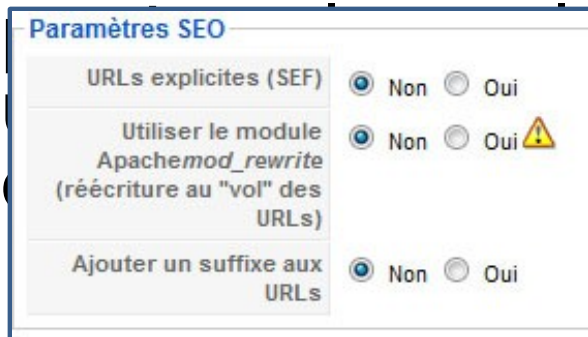 Paramètres SEO
URLs explicites (SEF) Non Oui
Utiliser le module Non Oui
Apachemod_rewrite
(réécriture au "vol" des
URLs)
Ajouter un suffixe aux Non Oui
URLs